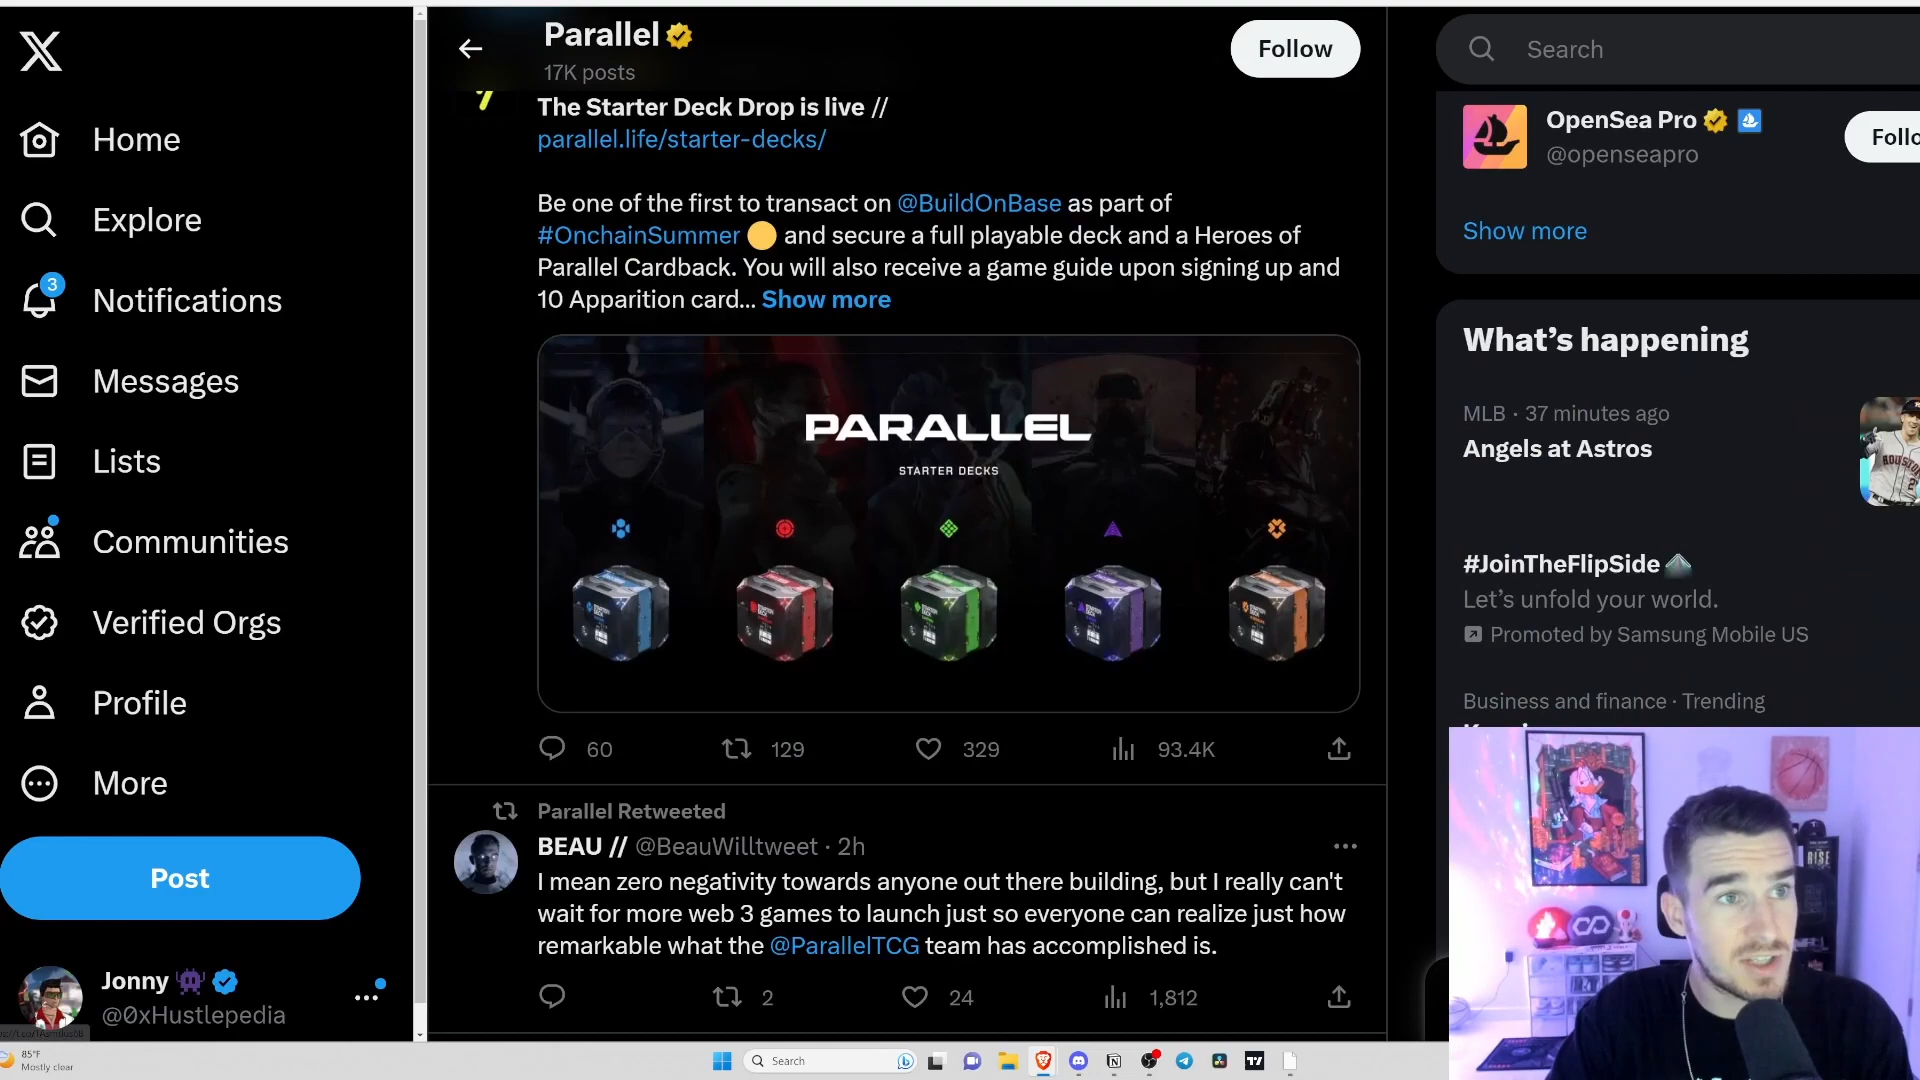 Home
Explore
3
Notifications
Messages
Lists
Communities
Verified Orgs
Profile
More
Post
Jonny
@0xHustlepedia
85°F
Mostly clear
Parallel
17K posts
Follow
The Starter Deck Drop is live //
parallel.life/starter-decks/
Be one of the first to transact on @BuildOnBase as part of
#OnchainSummer 🟡 and secure a full playable deck and a Heroes of
Parallel Cardback. You will also receive a game guide upon signing up and
10 Apparition card... Show more
PARALLEL
STARTER DECKS
60 129 329 93.4K
Parallel Retweeted
BEAU // @BeauWilltweet · 2h
I mean zero negativity towards anyone out there building, but I really can't
wait for more web 3 games to launch just so everyone can realize just how
remarkable what the @ParallelTCG team has accomplished is.
2 24 1,812
Search
Search
OpenSea Pro
@openseapro
Show more
What's happening
MLB · 37 minutes ago
Angels at Astros
#JoinTheFlipSide
Let's unfold your world.
Promoted by Samsung Mobile US
Business and finance · Trending
RISE